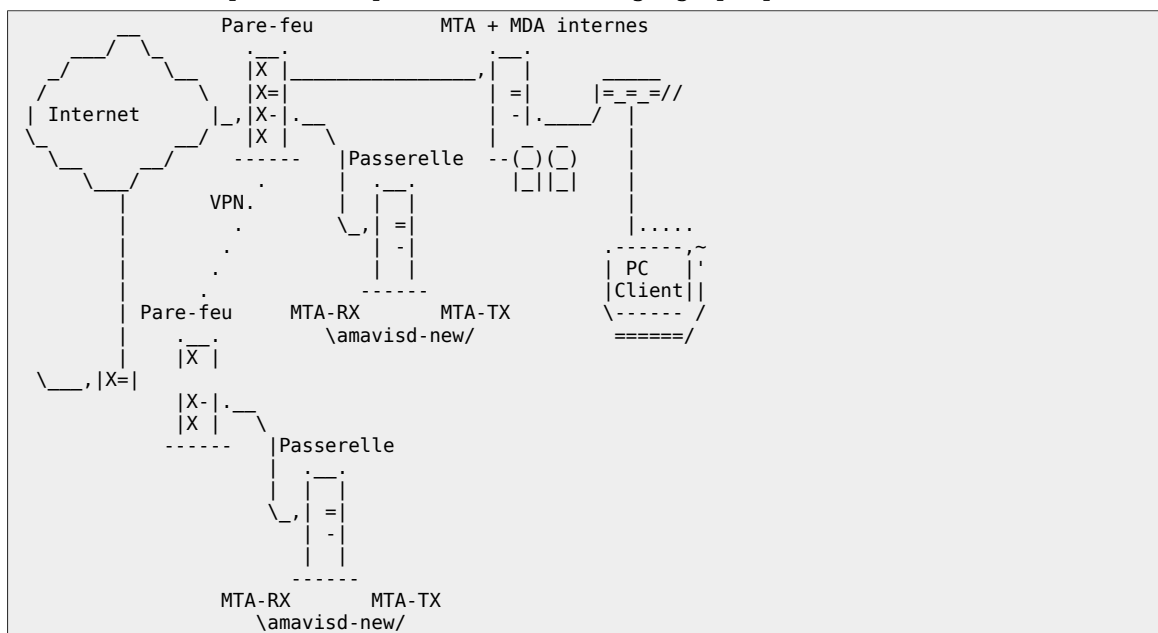 Pare-feu MTA + MDA internes
Internet
Passerelle
VPN.
PC
Client
Pare-feu MTA-RX MTA-TX
\amavisd-new/
Passerelle
MTA-RX MTA-TX
\amavisd-new/